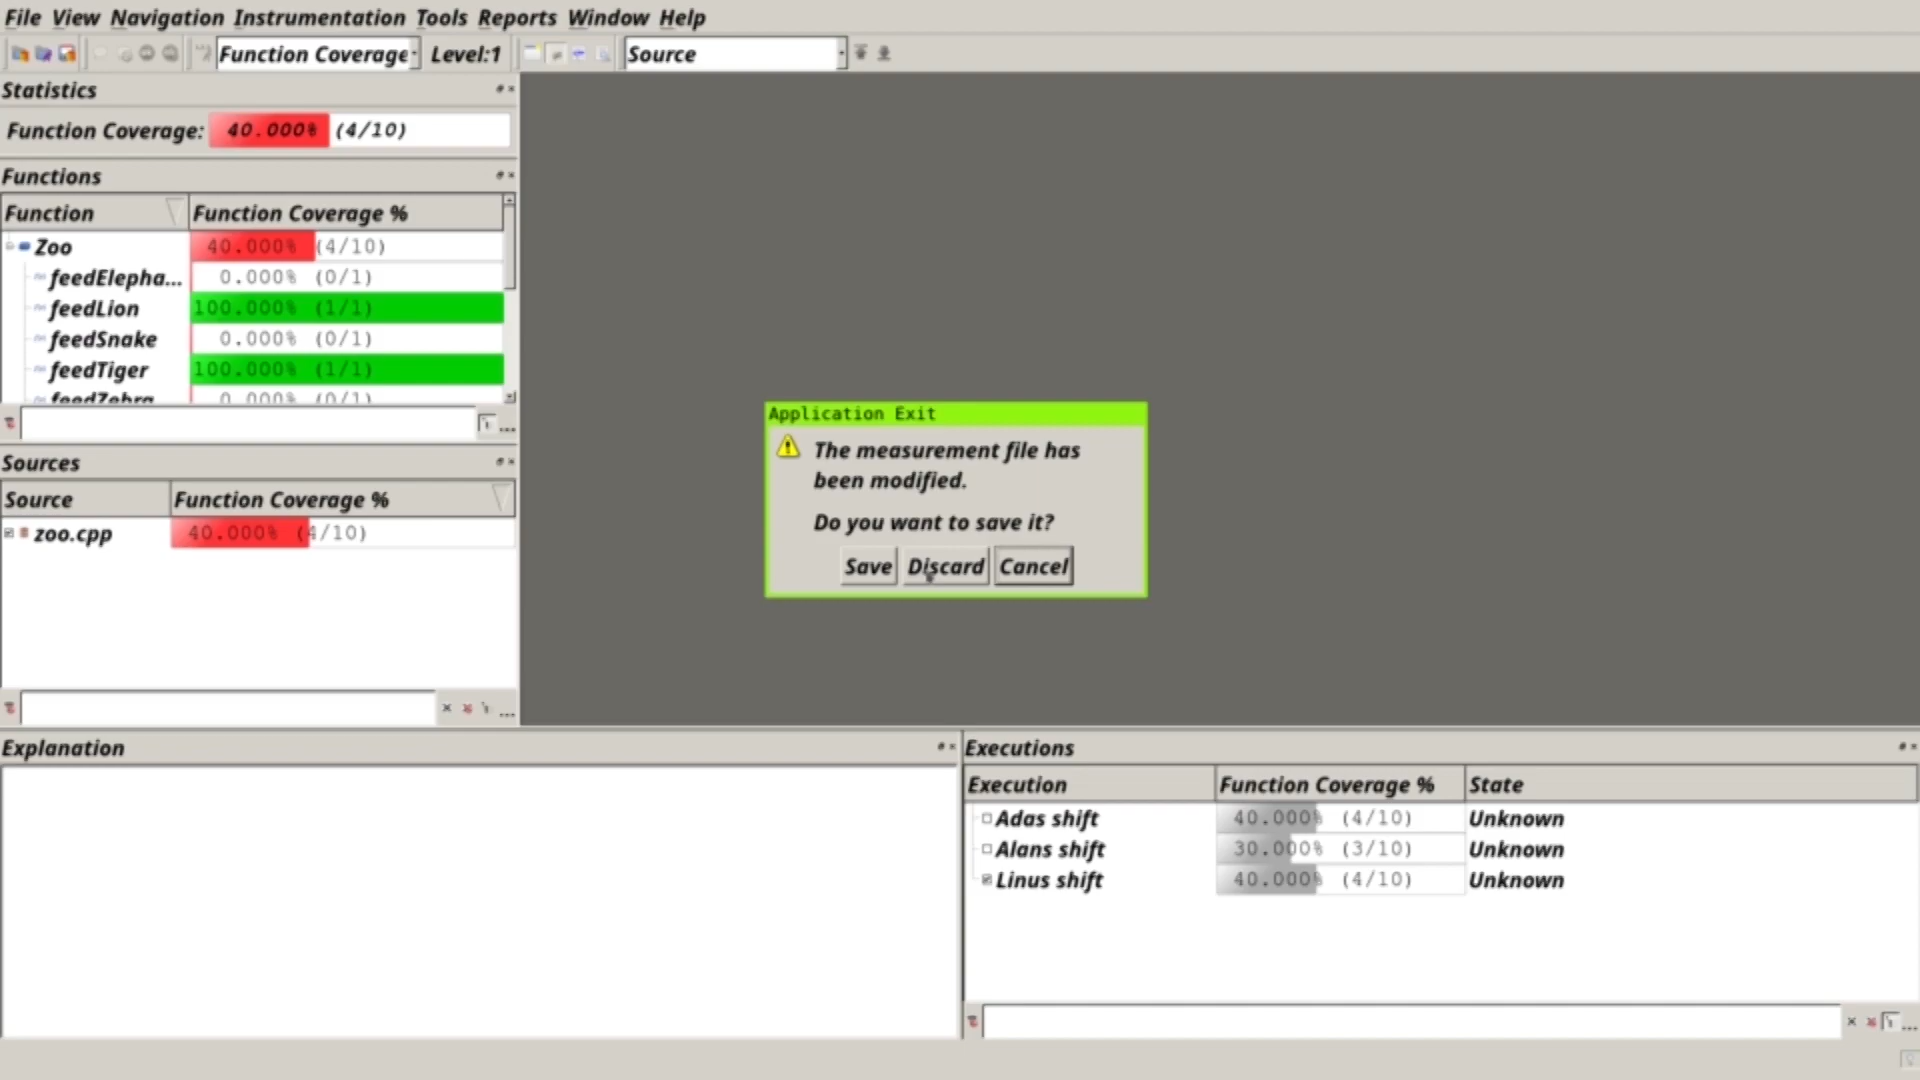 File View Navigation Instrumentation Tools Reports Window Help
Function Coverage Level:1 Source
Statistics
Function Coverage: 40.000% (4/10)
Functions
Function Function Coverage %
Zoo 40.000% (4/10)
feedElepha... 0.000% (0/1)
feedLion 100.000% (1/1)
feedSnake 0.000% (0/1)
feedTiger 100.000% (1/1)
feedZebra 0.000% (0/1)
...
Sources
Source Function Coverage %
zoo.cpp 40.000% (4/10)
...
Application Exit
The measurement file has
been modified.
Do you want to save it?
Save Discard Cancel
Explanation
Executions
Execution Function Coverage % State
Adas shift 40.000% (4/10) Unknown
Alans shift 30.000% (3/10) Unknown
Linus shift 40.000% (4/10) Unknown
...